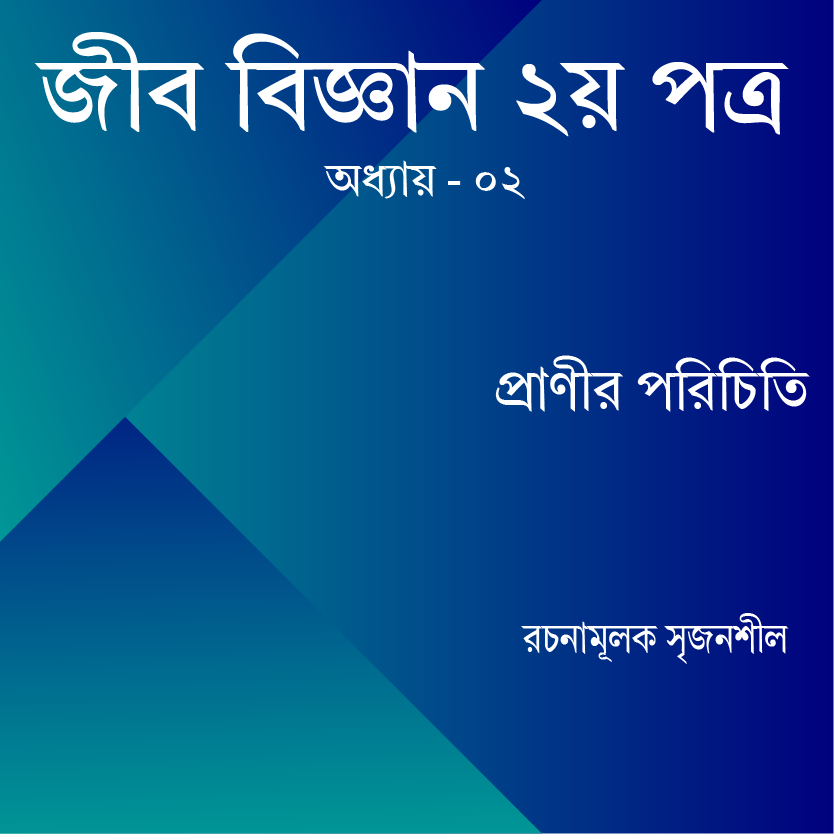 জীব বিজ্ঞান ২য় পত্র
অধ্যায় - ০২
প্রাণীর পরিচিতি
রচনামূলক সৃজনশীল